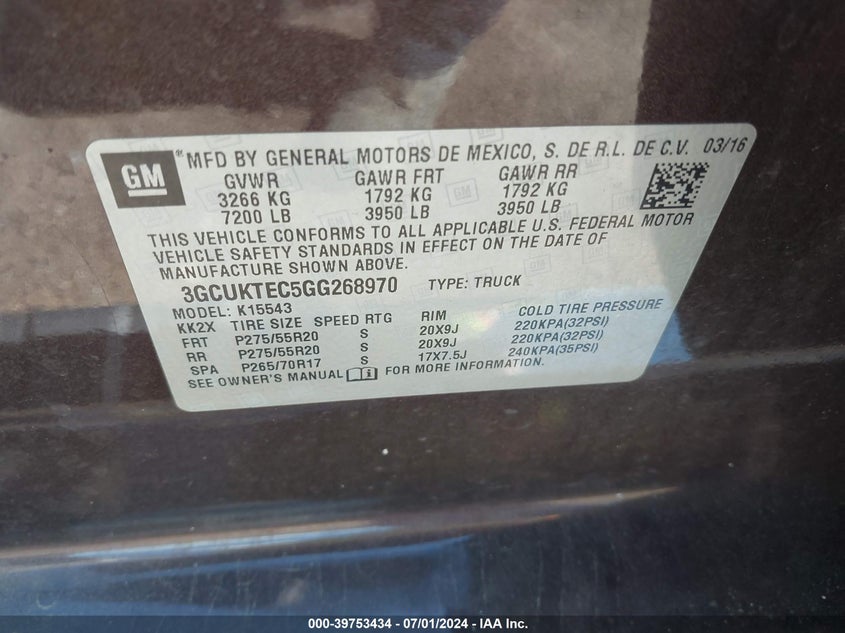 GM ® MFD BY GENERAL MOTORS DE MEXICO, S. DE R.L. DE C.V. 03/16
GVWR GAWR FRT GAWR RR
3266 KG 1792 KG 1792 KG
7200 LB 3950 LB 3950 LB
THIS VEHICLE CONFORMS TO ALL APPLICABLE U.S. FEDERAL MOTOR
VEHICLE SAFETY STANDARDS IN EFFECT ON THE DATE OF
MANUFACTURE SHOWN ABOVE.
3GCUKTEC5GG268970 TYPE: TRUCK
MODEL: K15543
KK2X TIRE SIZE SPEED RTG RIM COLD TIRE PRESSURE
FRT P275/55R20 S 20X9J 220KPA(32PSI)
RR P275/55R20 S 20X9J 220KPA(32PSI)
SPA P265/70R17 S 17X7.5J 240KPA(35PSI)
SEE OWNER'S MANUAL FOR MORE INFORMATION.
000-39753434 - 07/01/2024 - IAA Inc.